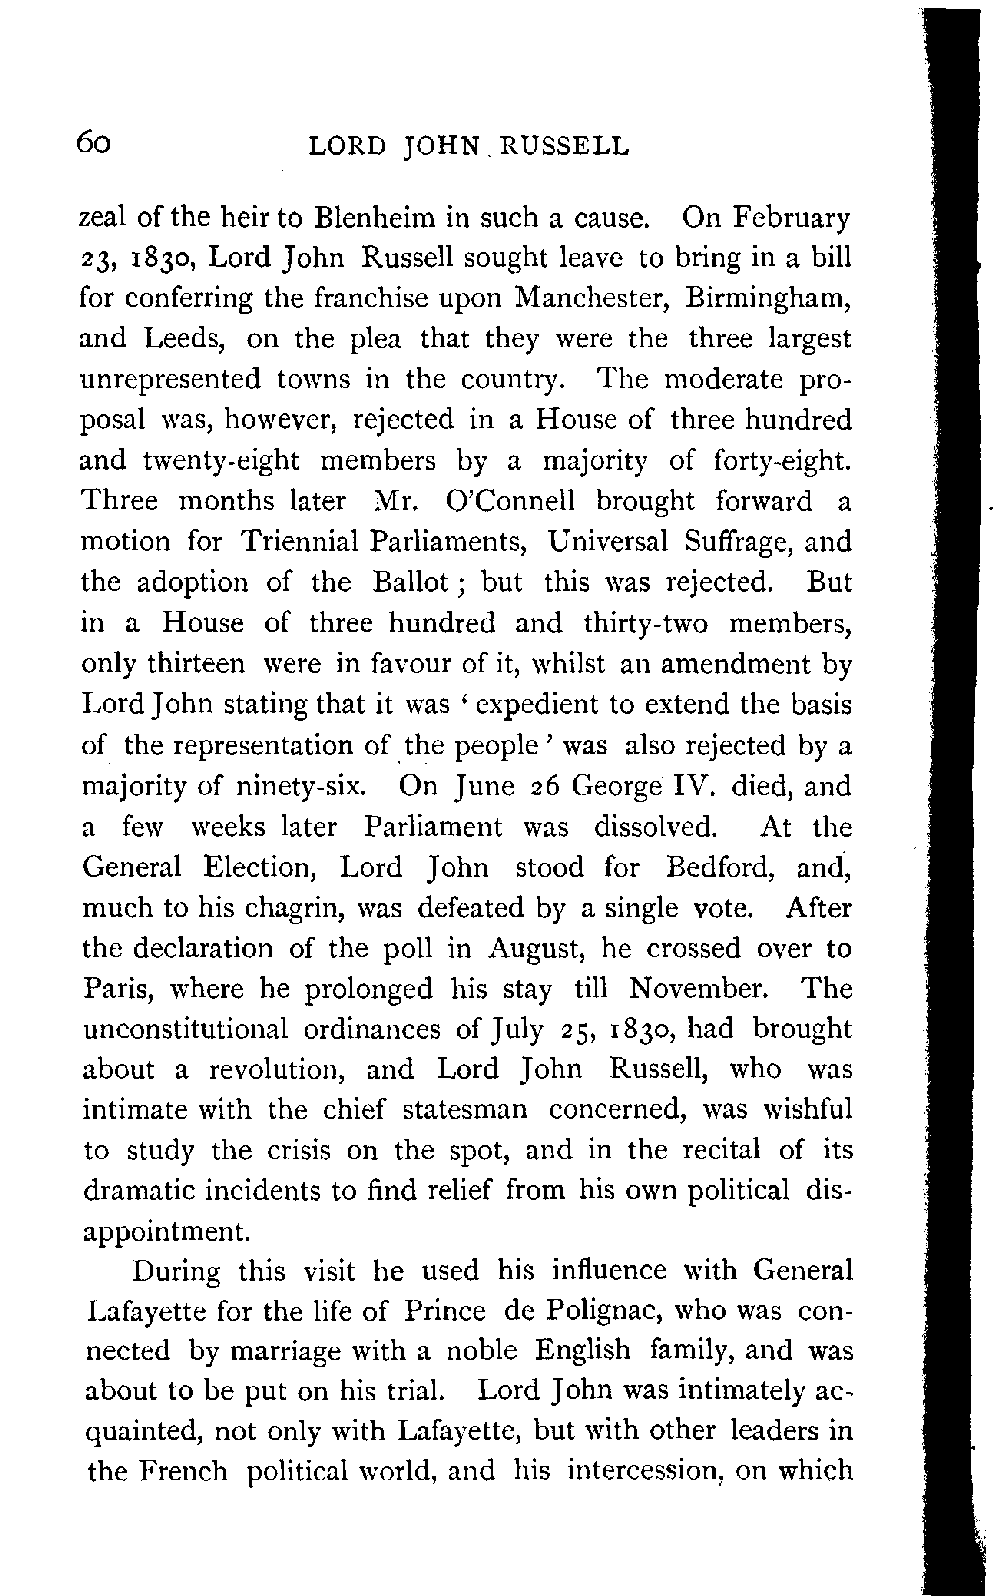 60 LORD JOHN RUSSELL
zeal of the heir to Blenheim in such a cause. On February
23, 1830, Lord John Russell sought leave to bring in a bill
for conferring the franchise upon Manchester, Birmingham,
and Leeds, on the plea that they were the three largest
unrepresented towns in the country. The moderate pro-
posal was, however, rejected in a House of three hundred
and twenty-eight members by a majority of forty-eight.
Three months later Mr. O'Connell brought forward a
motion for Triennial Parliaments, Universal Suffrage, and
the adoption of the Ballot; but this was rejected. But
in a House of three hundred and thirty-two members,
only thirteen were in favour of it, whilst an amendment by
Lord John stating that it was ‘expedient to extend the basis
of the representation of the people’ was also rejected by a
majority of ninety-six. On June 26 George IV. died, and
a few weeks later Parliament was dissolved. At the
General Election, Lord John stood for Bedford, and,
much to his chagrin, was defeated by a single vote. After
the declaration of the poll in August, he crossed over to
Paris, where he prolonged his stay till November. The
unconstitutional ordinances of July 25, 1830, had brought
about a revolution, and Lord John Russell, who was
intimate with the chief statesman concerned, was wishful
to study the crisis on the spot, and in the recital of its
dramatic incidents to find relief from his own political dis-
appointment.
During this visit he used his influence with General
Lafayette for the life of Prince de Polignac, who was con-
nected by marriage with a noble English family, and was
about to be put on his trial. Lord John was intimately ac-
quainted, not only with Lafayette, but with other leaders in
the French political world, and his intercession, on which